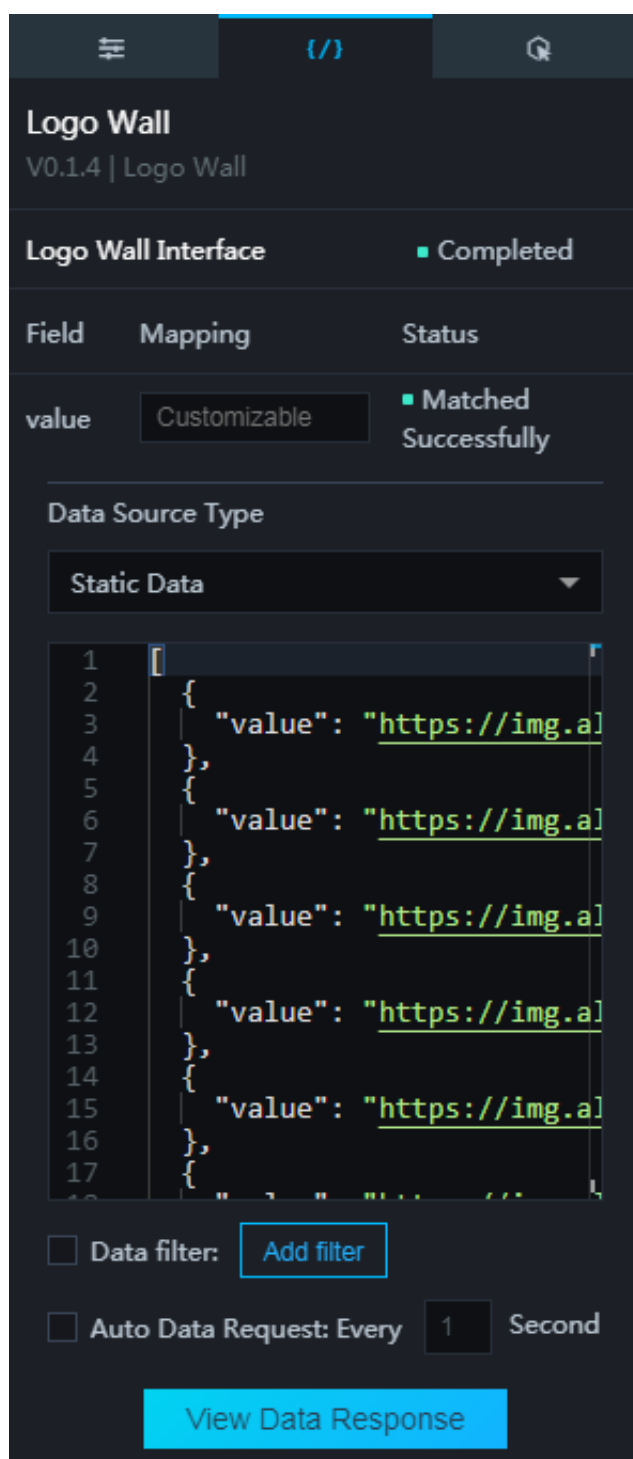 {/}
Logo Wall
V0.1.4 | Logo Wall
Logo Wall Interface Completed
Field Mapping Status
value Customizable Matched Successfully
Data Source Type
Static Data
1 [
2 {
3 "value": "https://img.al
4 },
5 {
6 "value": "https://img.al
7 },
8 {
9 "value": "https://img.al
10 },
11 {
12 "value": "https://img.al
13 },
14 {
15 "value": "https://img.al
16 },
17 {
Data filter: Add filter
Auto Data Request: Every 1 Second
View Data Response